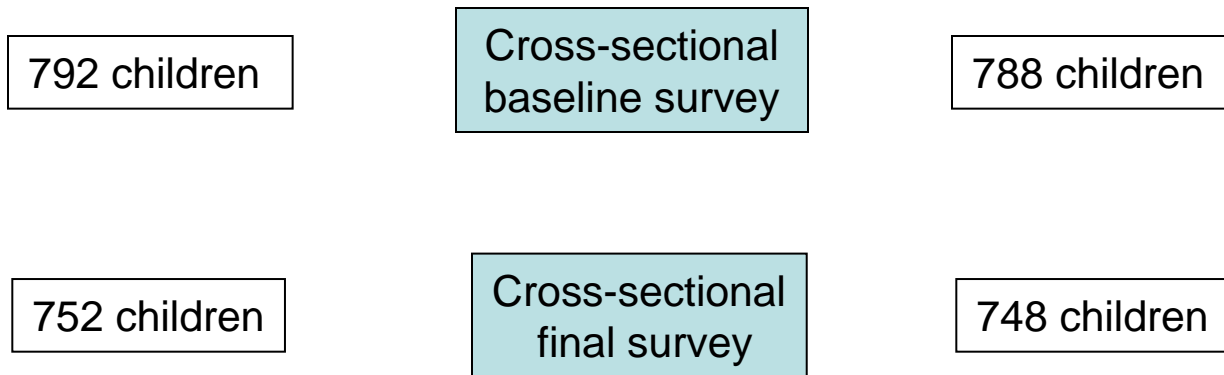 792 children
Cross-sectional
baseline survey
788 children
752 children
Cross-sectional
final survey
748 children